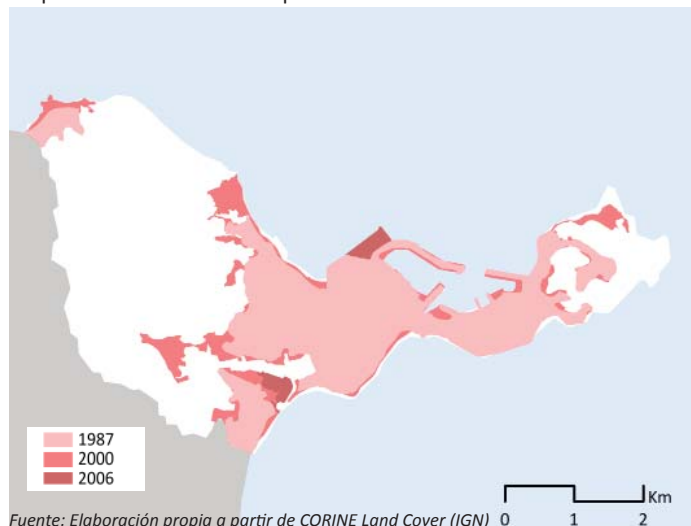 1987
2000
2006
Km
Fuente: Elaboración propia a partir de CORINE Land Cover (IGN)
0 1 2